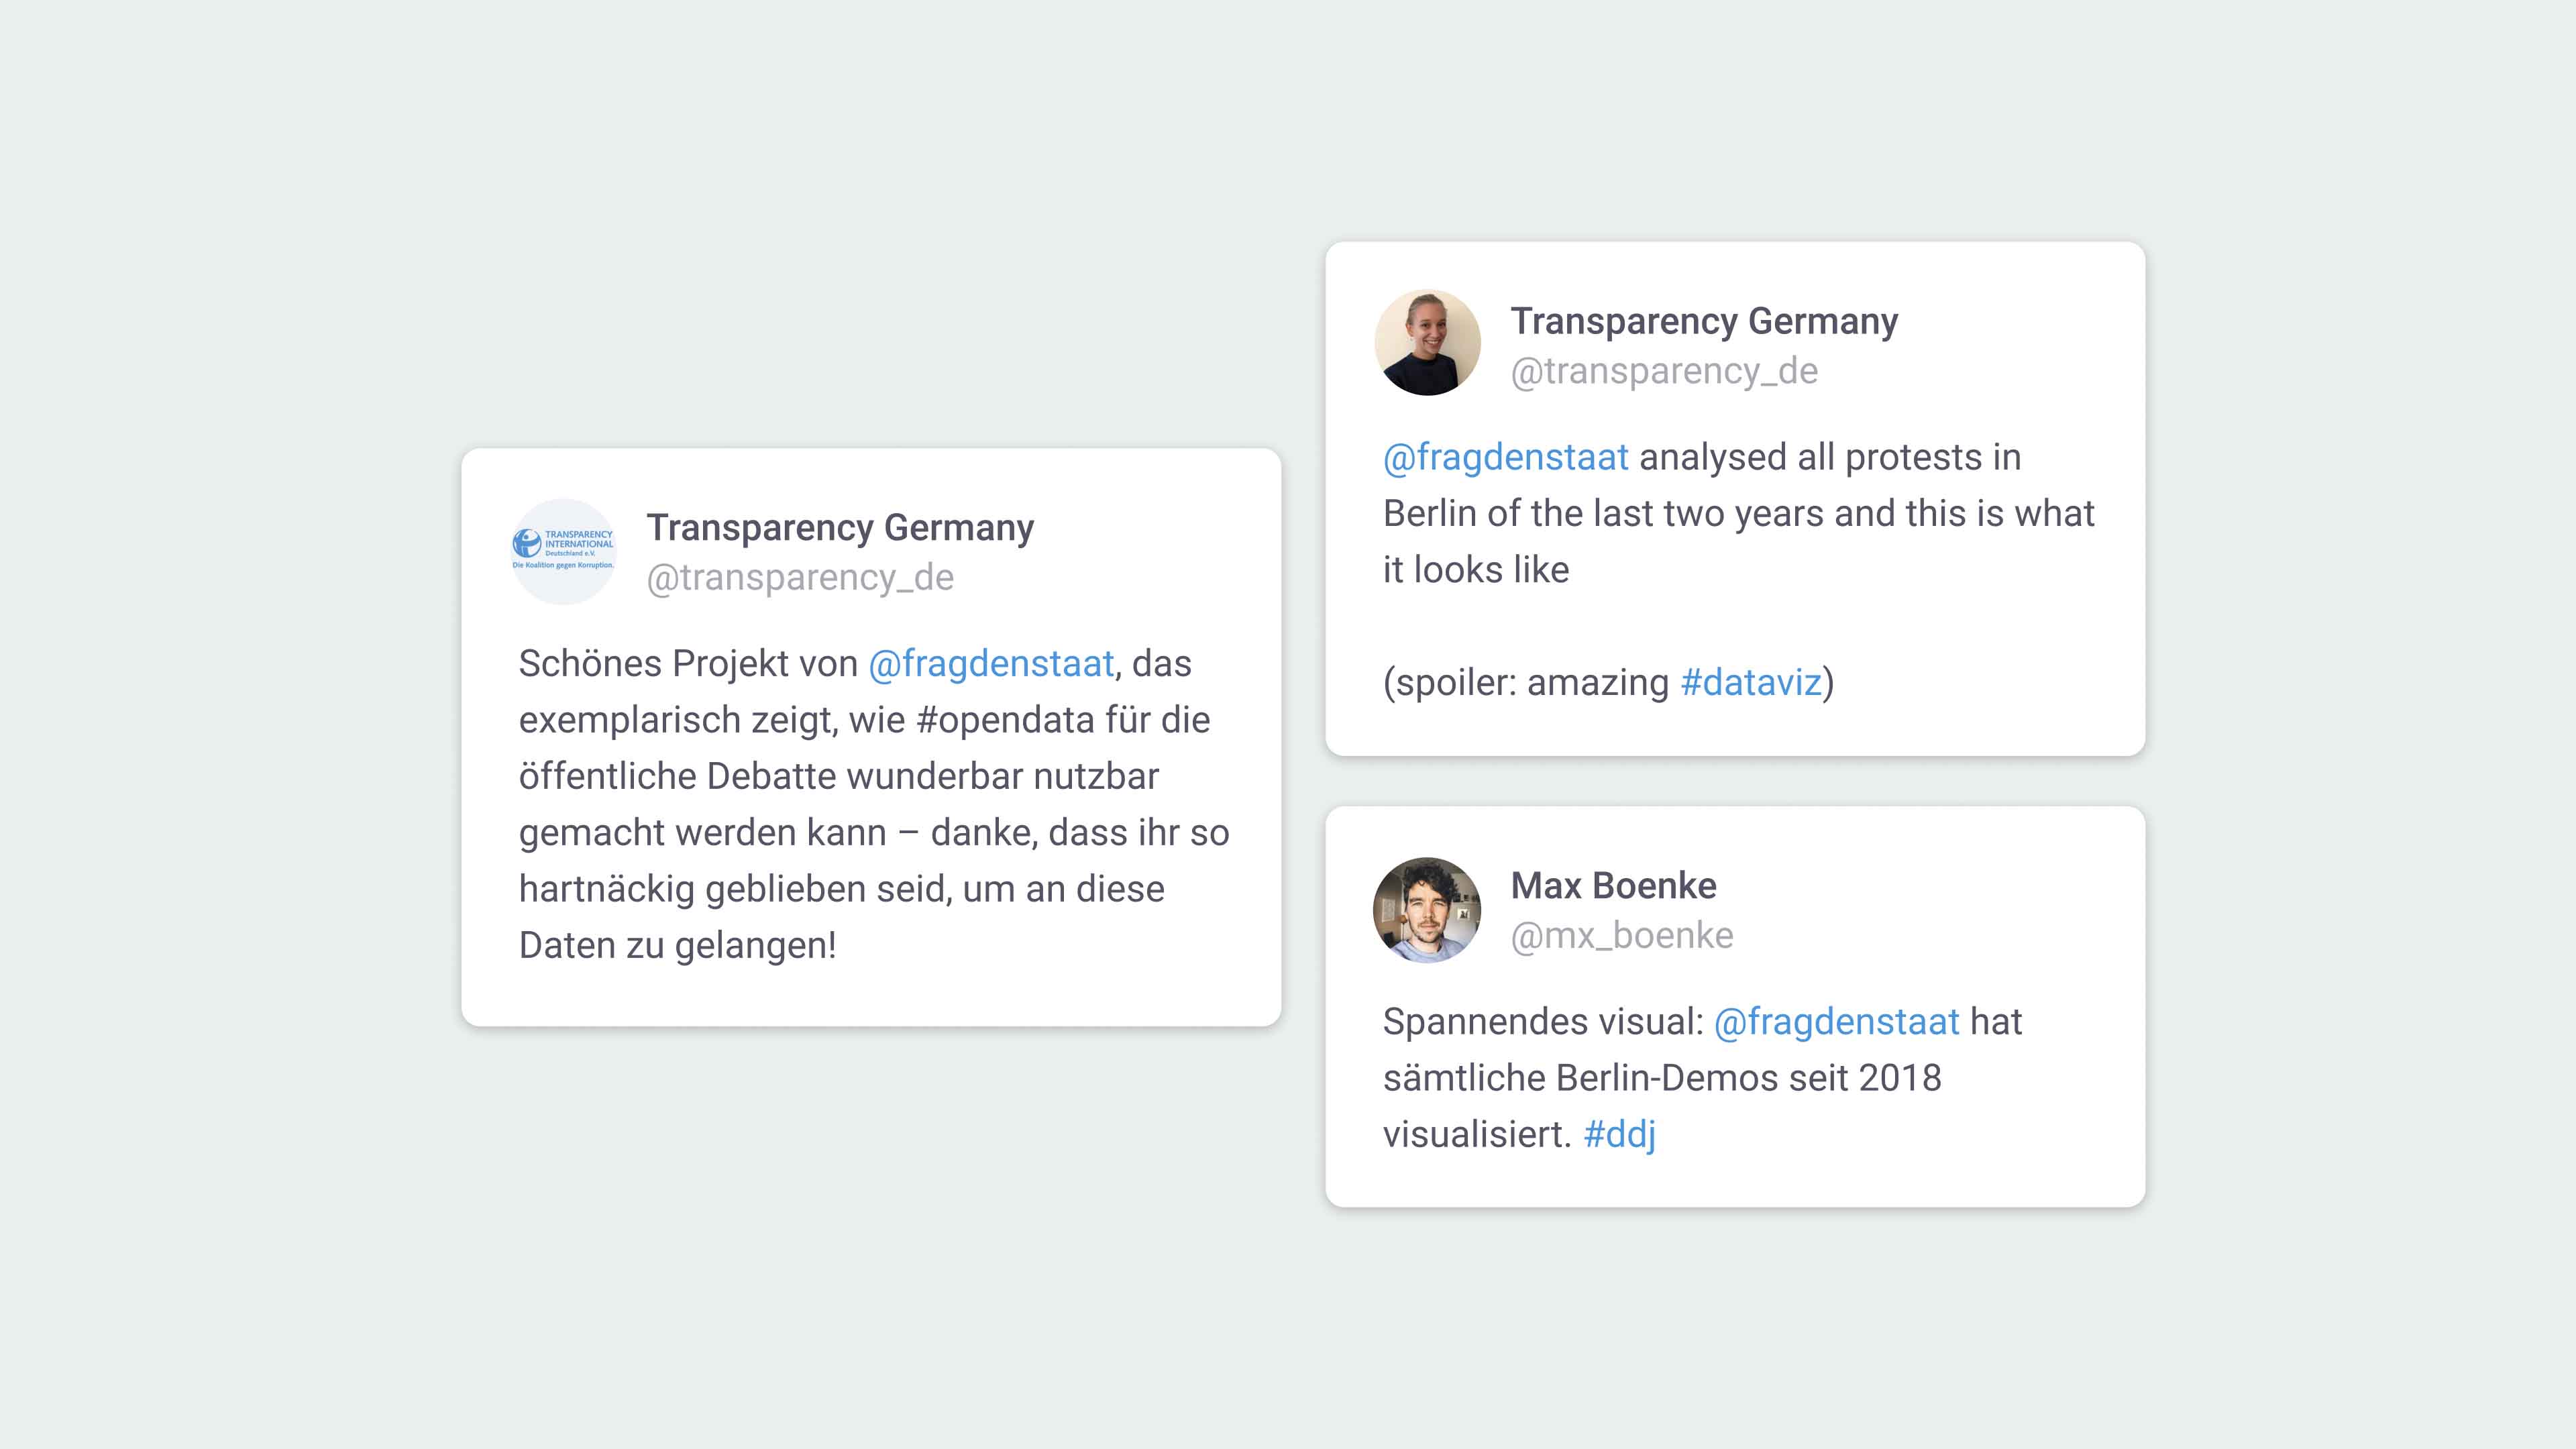 TRANSPARENCY
INTERNATIONAL
Deutschland e.V.
Die Koalition gegen Korruption.
Transparency Germany
@transparency_de
Schönes Projekt von @fragdenstaat, das
exemplarisch zeigt, wie #opendata für die
öffentliche Debatte wunderbar nutzbar
gemacht werden kann – danke, dass ihr so
hartnäckig geblieben seid, um an diese
Daten zu gelangen!
Transparency Germany
@transparency_de
@fragdenstaat analysed all protests in
Berlin of the last two years and this is what
it looks like
(spoiler: amazing #dataviz)
Max Boenke
@mx_boenke
Spannendes visual: @fragdenstaat hat
sämtliche Berlin-Demos seit 2018
visualisiert. #ddj